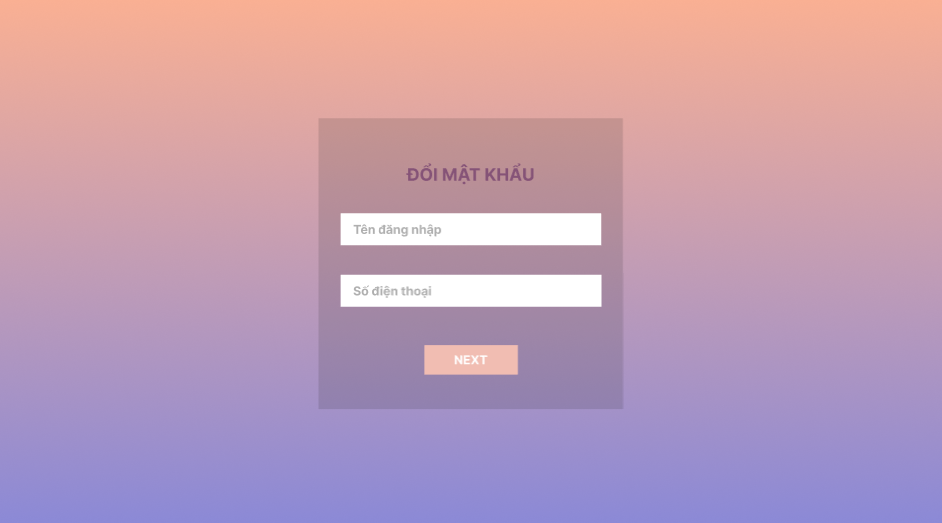 ĐỔI MẬT KHẨU
Tên đăng nhập
Số điện thoại
NEXT